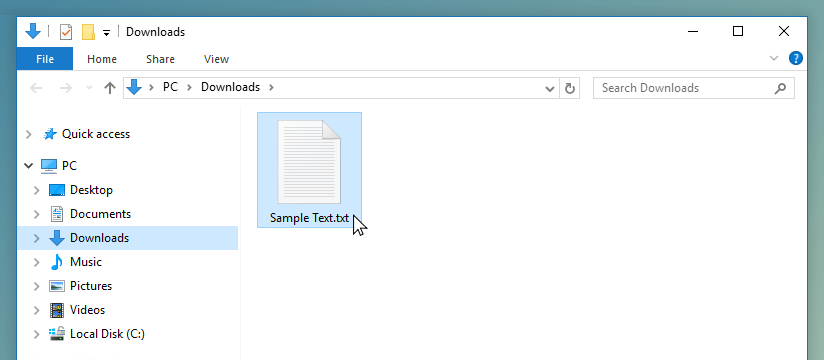 Downloads
File Home Share View ?
PC Downloads Search Downloads
Quick access
PC
Desktop
Documents
Downloads
Music
Pictures
Videos
Local Disk (C:)
Sample Text.txt